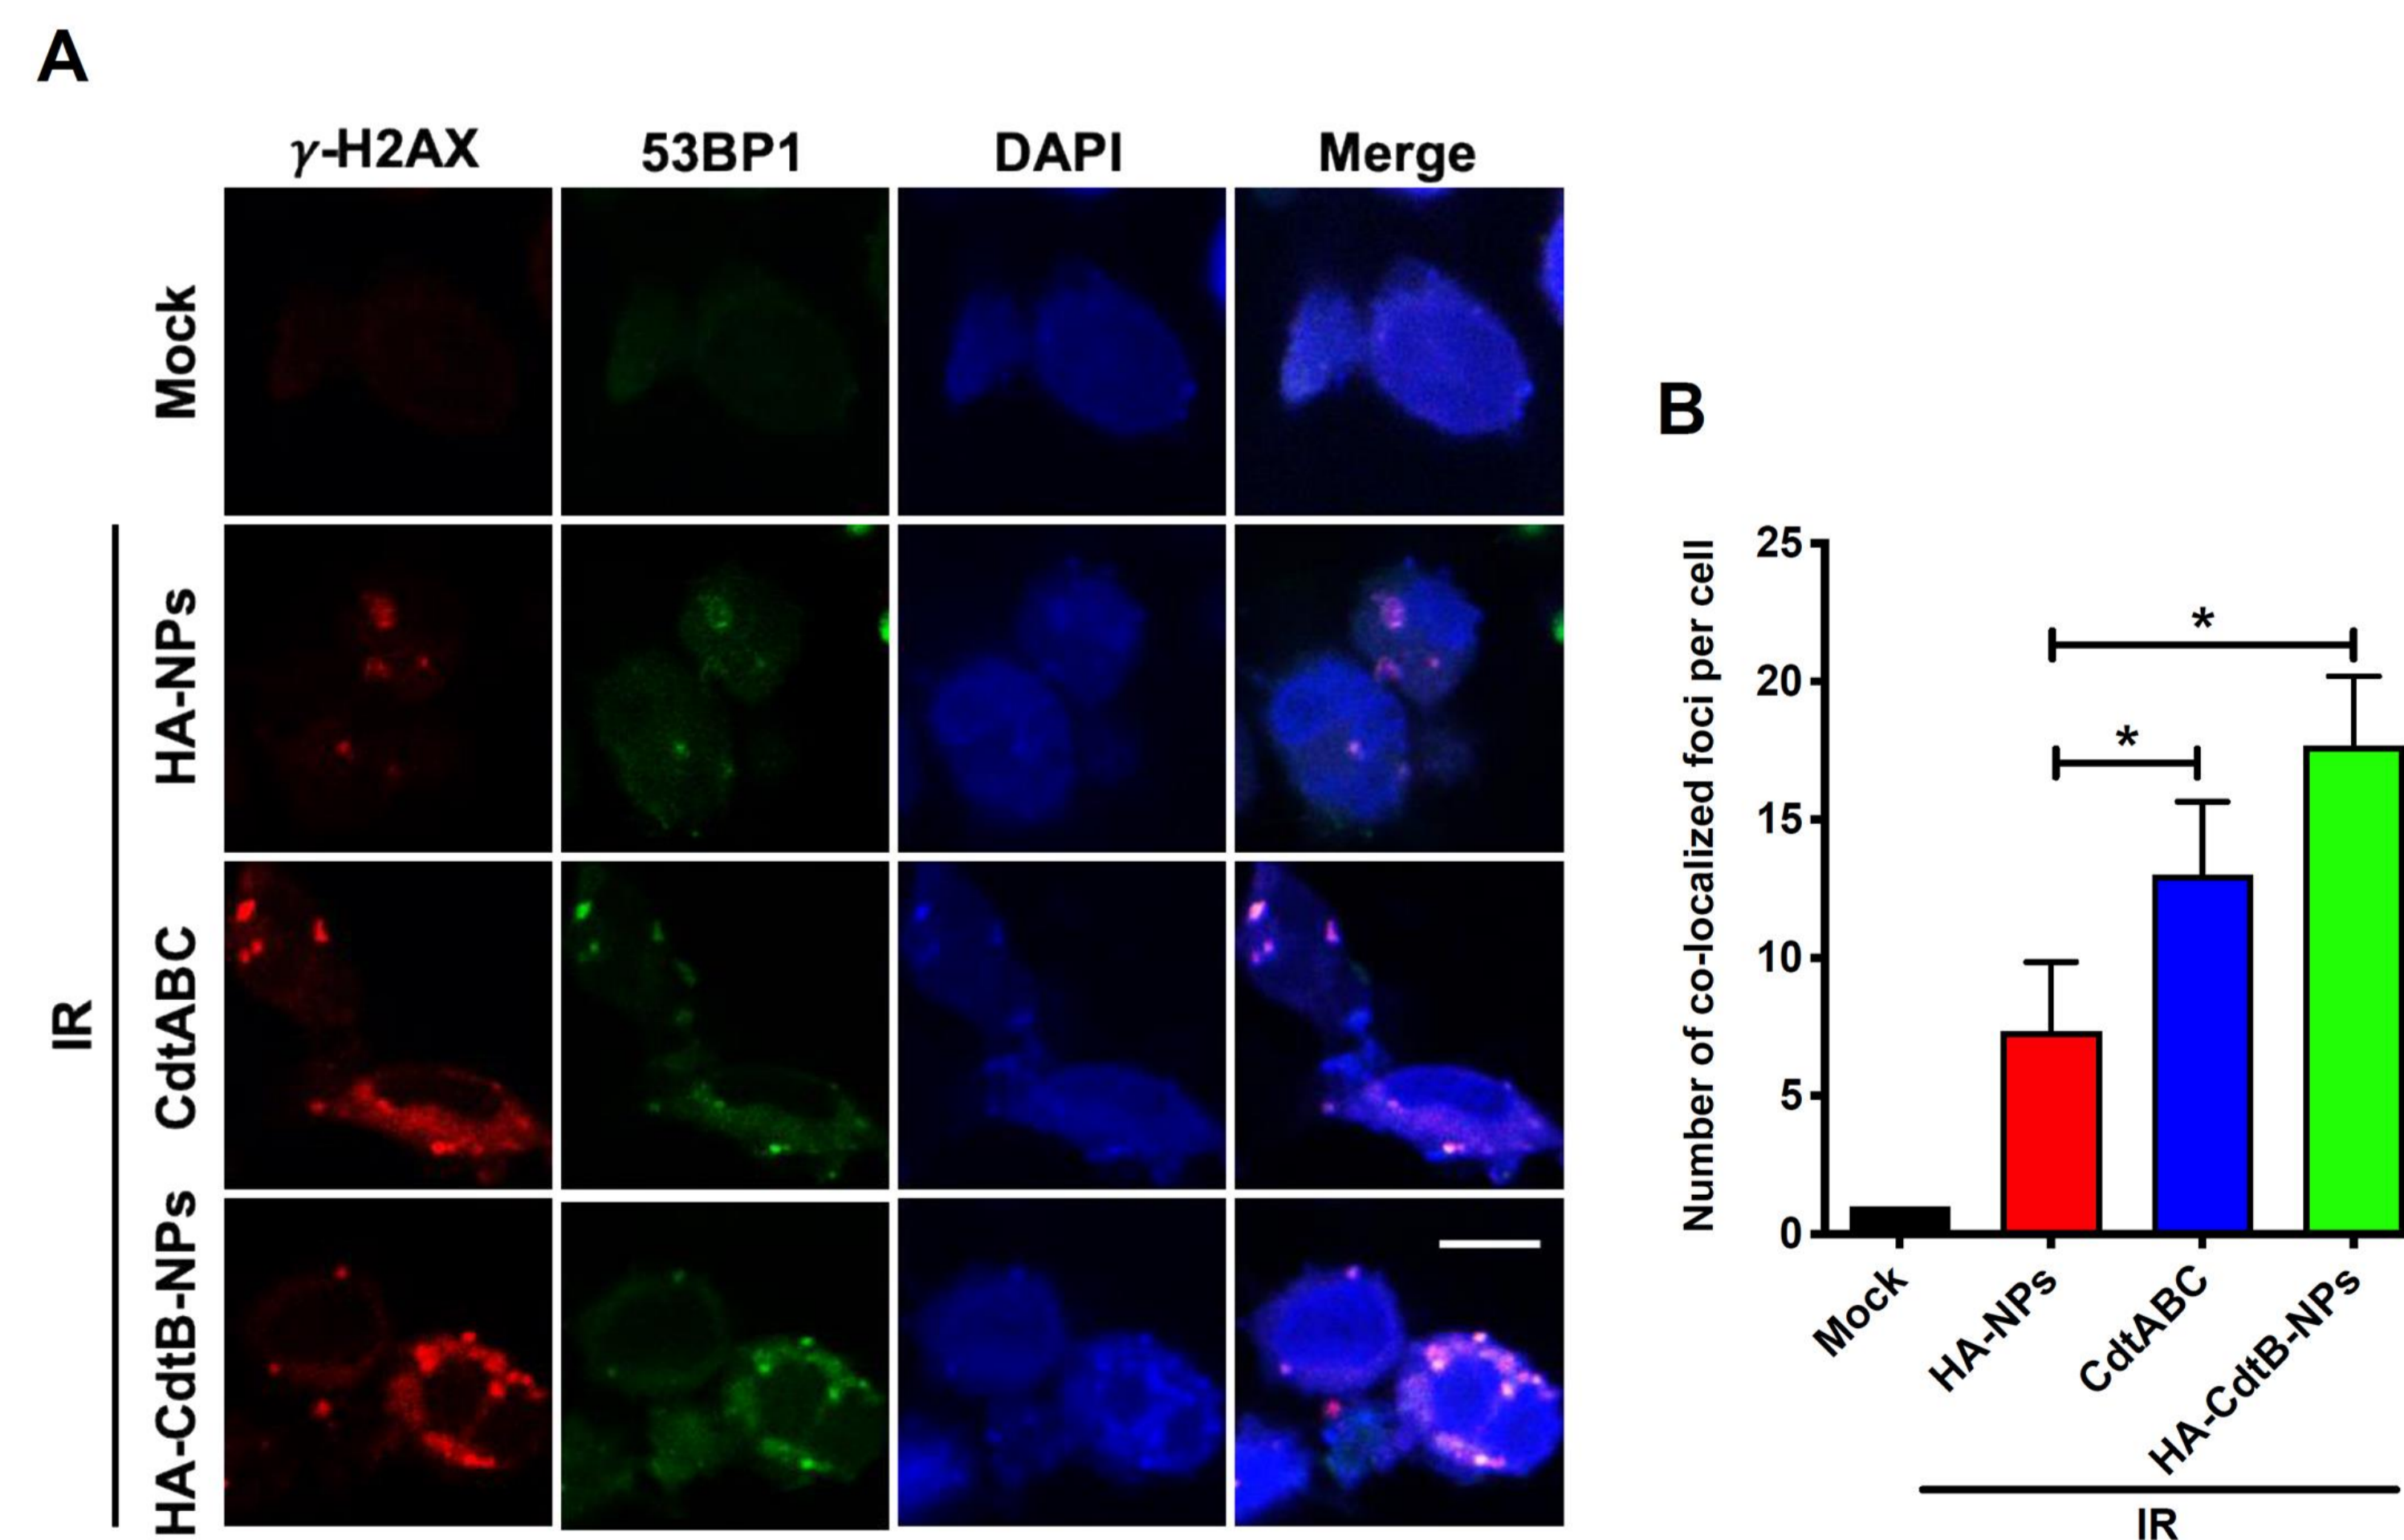 A
γ-H2AX 53BP1 DAPI Merge
Mock
HA-NPs
CdtABC
HA-CdtB-NPs
IR
B
Number of co-localized foci per cell
25
20
15
10
5
0
*
*
Mock
HA-NPs
CdtABC
HA-CdtB-NPs
IR